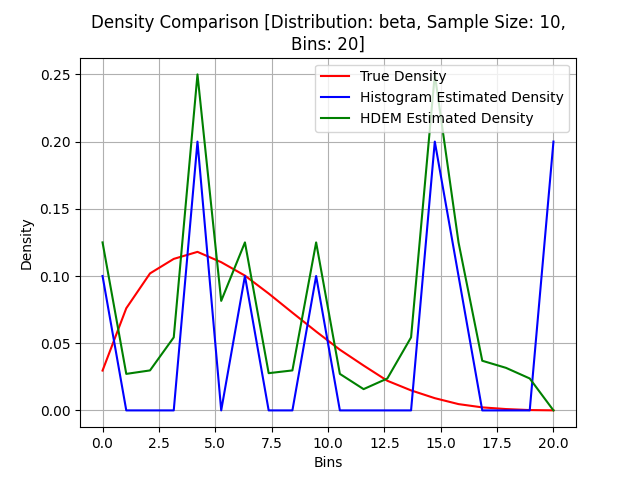 Density Comparison [Distribution: beta, Sample Size: 10,
Bins: 20]
True Density
Histogram Estimated Density
HDEM Estimated Density
Density
0.25
0.20
0.15
0.10
0.05
0.00
0.0 2.5 5.0 7.5 10.0 12.5 15.0 17.5 20.0
Bins